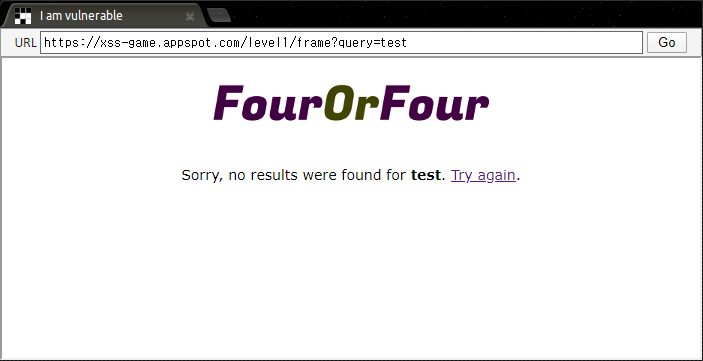 I am vulnerable
URL https://xss-game.appspot.com/level1/frame?query=test Go
FourOrFour
Sorry, no results were found for test. Try again.